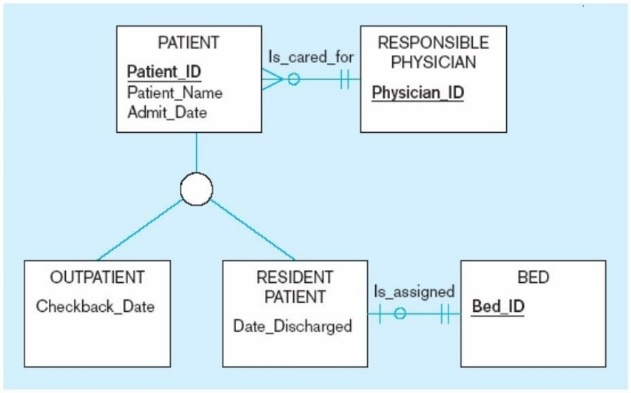 PATIENT
Patient_ID
Patient_Name
Admit_Date
Is_cared_for
RESPONSIBLE
PHYSICIAN
Physician_ID
OUTPATIENT
Checkback_Date
RESIDENT
PATIENT
Date_Discharged
Is_assigned
BED
Bed_ID